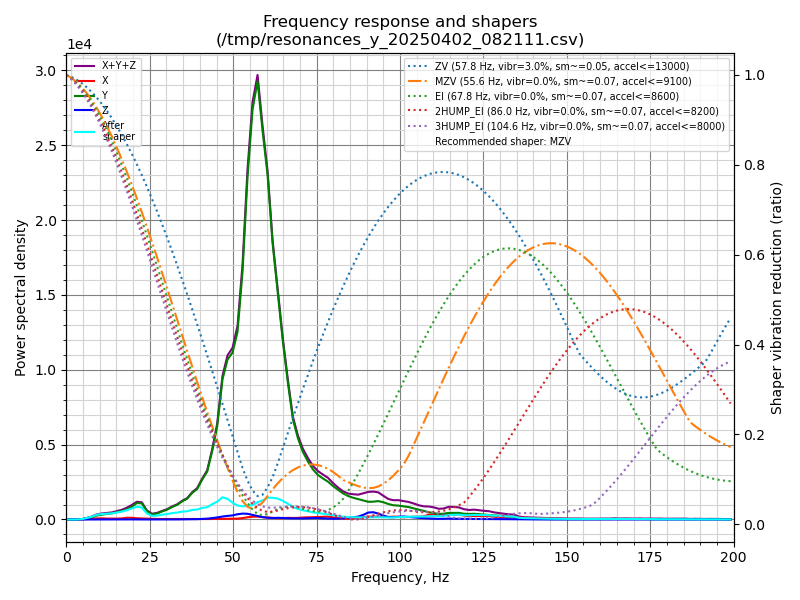 Frequency response and shapers
(/tmp/resonances_y_20250402_082111.csv)
1e4
X+Y+Z
X
Y
Z
After
shaper
ZV (57.8 Hz, vibr=3.0%, sm~=0.05, accel<=13000)
MZV (55.6 Hz, vibr=0.0%, sm~=0.07, accel<=9100)
EI (67.8 Hz, vibr=0.0%, sm~=0.07, accel<=8600)
2HUMP_EI (86.0 Hz, vibr=0.0%, sm~=0.07, accel<=8200)
3HUMP_EI (104.6 Hz, vibr=0.0%, sm~=0.07, accel<=8000)
Recommended shaper: MZV
3.0
2.5
2.0
1.5
1.0
0.5
0.0
Power spectral density
1.0
0.8
0.6
0.4
0.2
0.0
Shaper vibration reduction (ratio)
0 25 50 75 100 125 150 175 200
Frequency, Hz